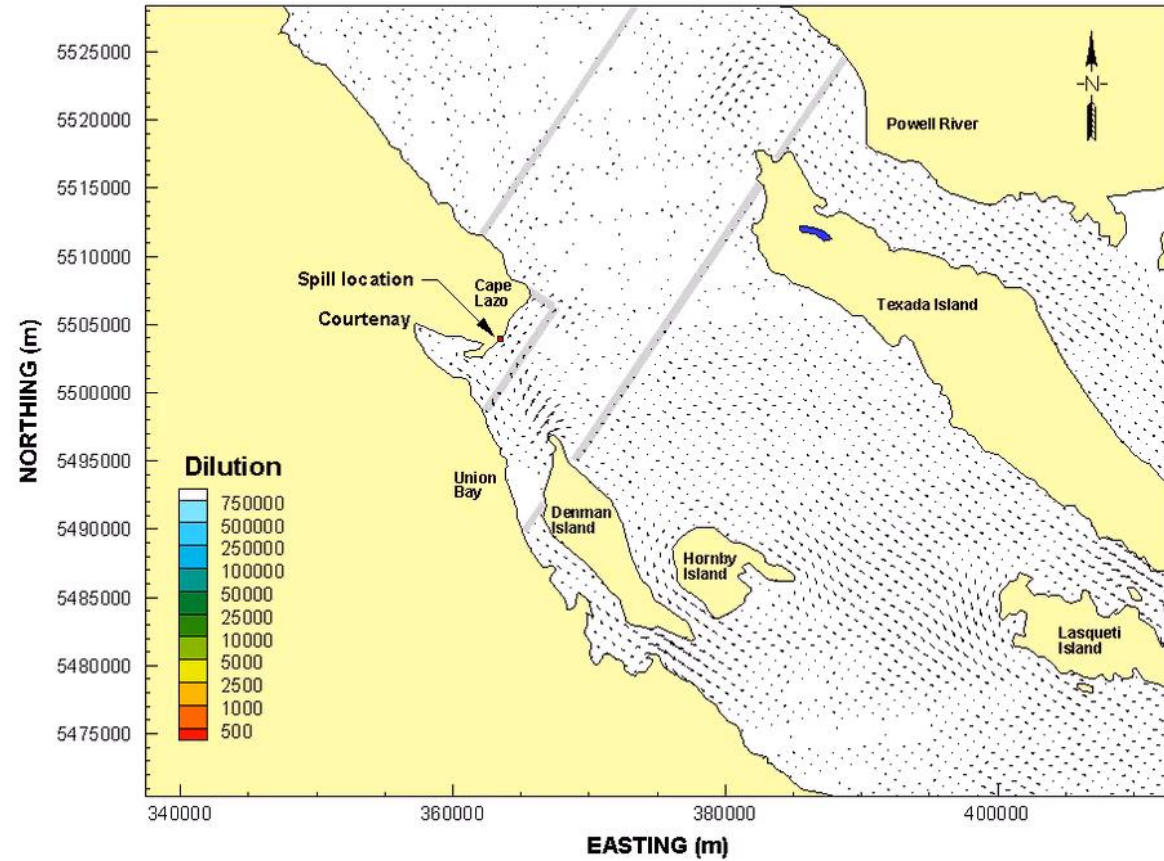 5525000
5520000
5515000
5510000
5505000
5500000
5495000
5490000
5485000
5480000
5475000
NORTHING (m)
N
Powell River
Spill location
Cape
Lazo
Courtenay
Texada Island
Union
Bay
Denman
Island
Hornby
Island
Lasqueti
Island
Dilution
750000
500000
250000
100000
50000
25000
10000
5000
2500
1000
500
340000
360000
380000
400000
EASTING (m)